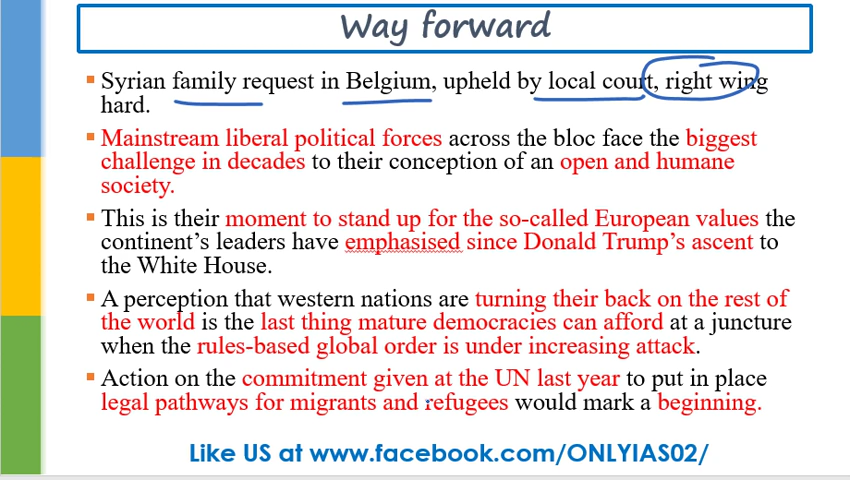 Way forward
Syrian family request in Belgium, upheld by local court, right wing
hard.
Mainstream liberal political forces across the bloc face the biggest
challenge in decades to their conception of an open and humane
society.
This is their moment to stand up for the so-called European values the
continent's leaders have emphasised since Donald Trump's ascent to
the White House.
A perception that western nations are turning their back on the rest of
the world is the last thing mature democracies can afford at a juncture
when the rules-based global order is under increasing attack.
Action on the commitment given at the UN last year to put in place
legal pathways for migrants and refugees would mark a beginning.
Like US at www.facebook.com/ONLYIAS02/